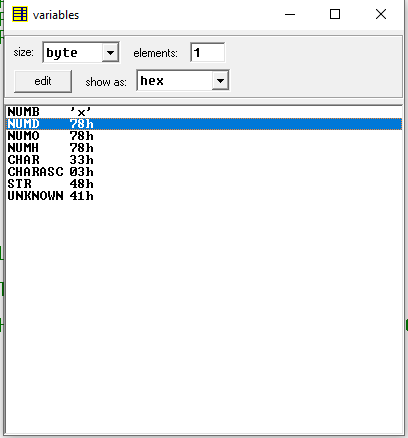 variables
size: byte elements: 1
edit show as: hex
NUMB 'x'
NUMD 78h
NUMO 78h
NUMH 78h
CHAR 33h
CHARASC 03h
STR 48h
UNKNOWN 41h